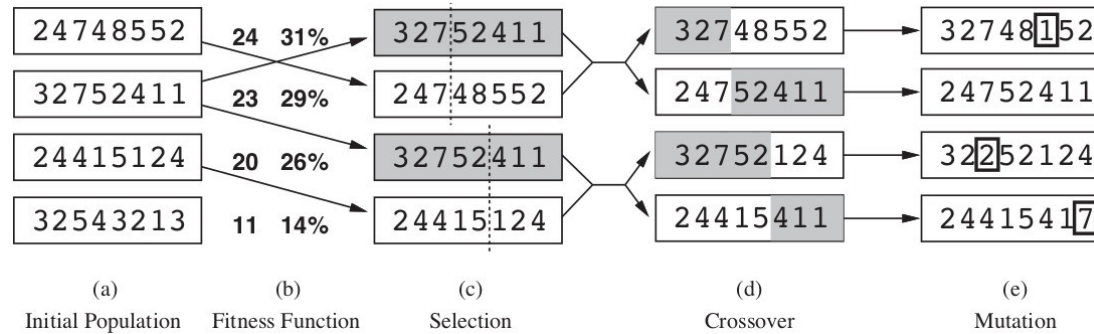 24748552 24 31% 32752411 32748552 32748152
32752411 23 29% 24748552 24752411 24752411
24415124 20 26% 32752411 32752124 32252124
32543213 11 14% 24415124 24415411 24415417
(a) (b) (c) (d) (e)
Initial Population Fitness Function Selection Crossover Mutation